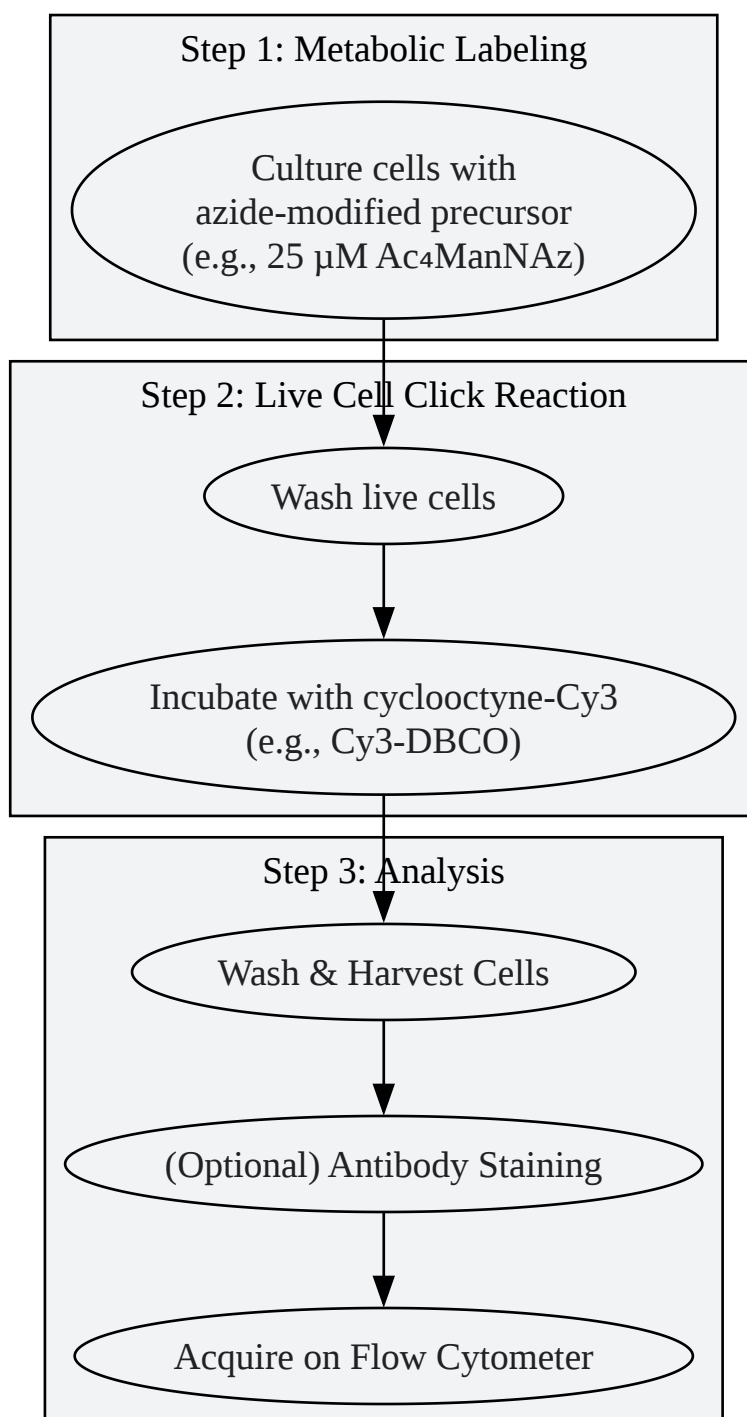 Step 1: Metabolic Labeling
Culture cells with
azide-modified precursor
(e.g., 25 µM Ac₄ManNAz)
Step 2: Live Cell Click Reaction
Wash live cells
Incubate with cyclooctyne-Cy3
(e.g., Cy3-DBCO)
Step 3: Analysis
Wash & Harvest Cells
(Optional) Antibody Staining
Acquire on Flow Cytometer